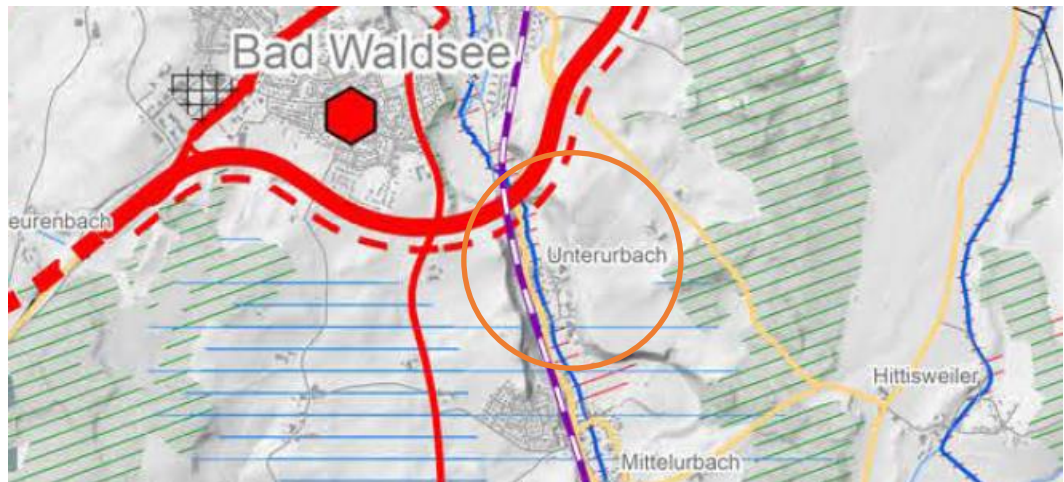 Bad Waldsee
eurenbach
Unterurbach
Hittisweiler
Mittelurbach